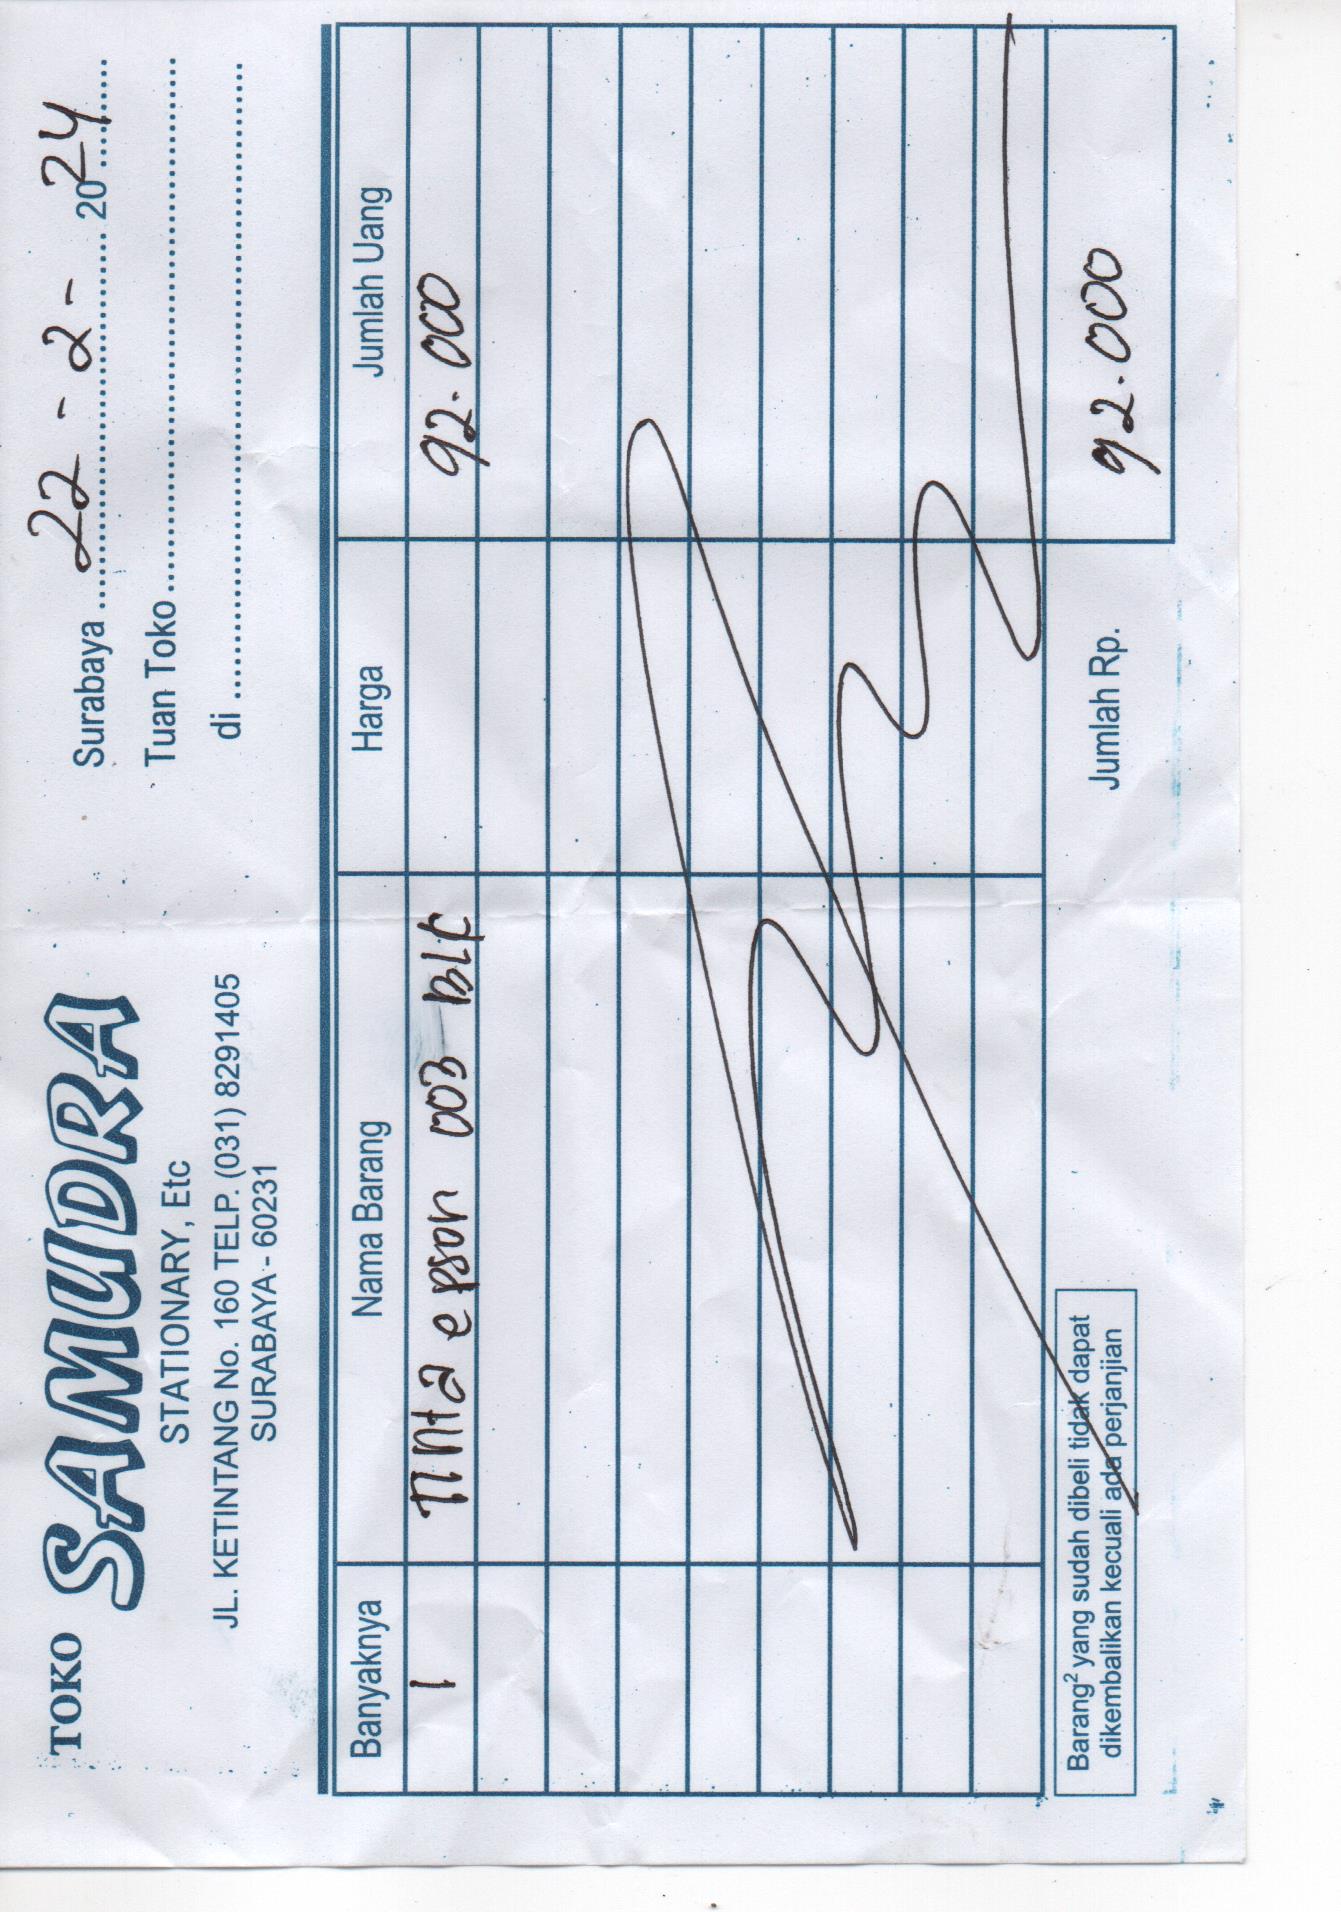 TOKO SAMUDRA
STATIONARY, Etc
JL. KETINTANG No. 160 TELP. (031) 8291405
SURABAYA - 60231
Surabaya 22 - 2 - 2024
Tuan Toko
di
Banyaknya Nama Barang Harga Jumlah Uang
1 Tinta epson 003 BLK 92.000
Jumlah Rp. 92.000
Barang² yang sudah dibeli tidak dapat
dikembalikan kecuali ada perjanjian